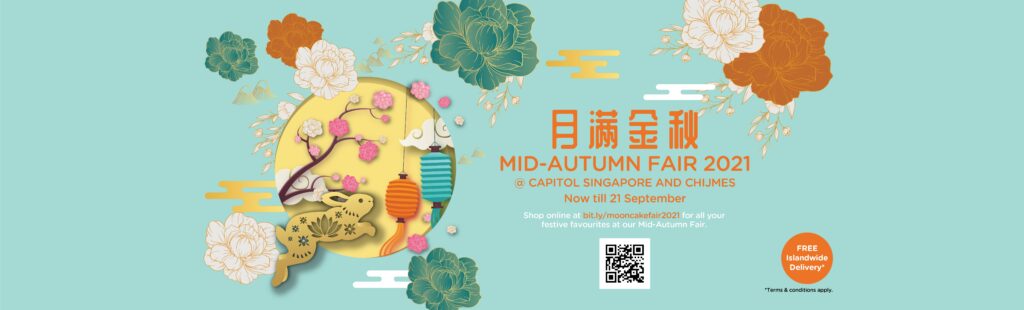 月满金秋
MID-AUTUMN FAIR 2021
@ CAPITOL SINGAPORE AND CHIJMES
Now till 21 September
Shop online at bit.ly/mooncakefair2021 for all your
festive favourites at our Mid-Autumn Fair.
FREE
Islandwide
Delivery*
*Terms & conditions apply.